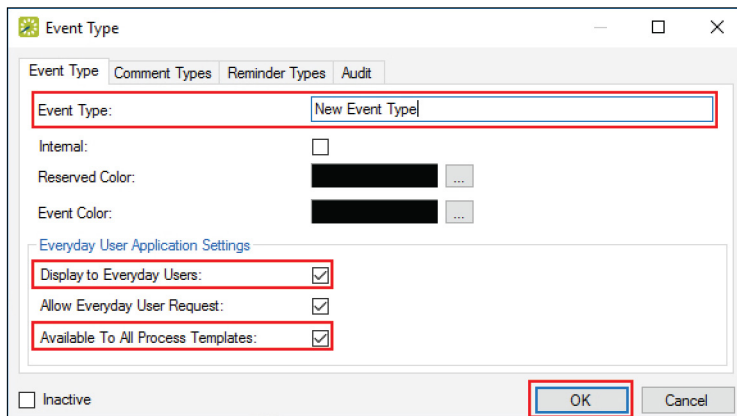 Event Type
Event Type Comment Types Reminder Types Audit
Event Type: New Event Type
Internal:
Reserved Color: ...
Event Color: ...
Everyday User Application Settings
Display to Everyday Users:
Allow Everyday User Request:
Available To All Process Templates:
Inactive OK Cancel